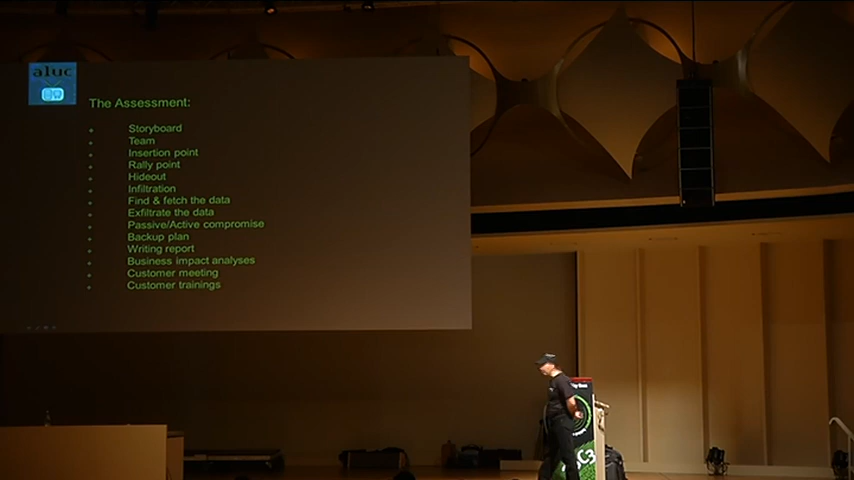 aluc
The Assessment:
Storyboard
Team
Insertion point
Rally point
Hideout
Infiltration
Find & fetch the data
Exfiltrate the data
Passive/Active compromise
Backup plan
Writing report
Business impact analyses
Customer meeting
Customer trainings